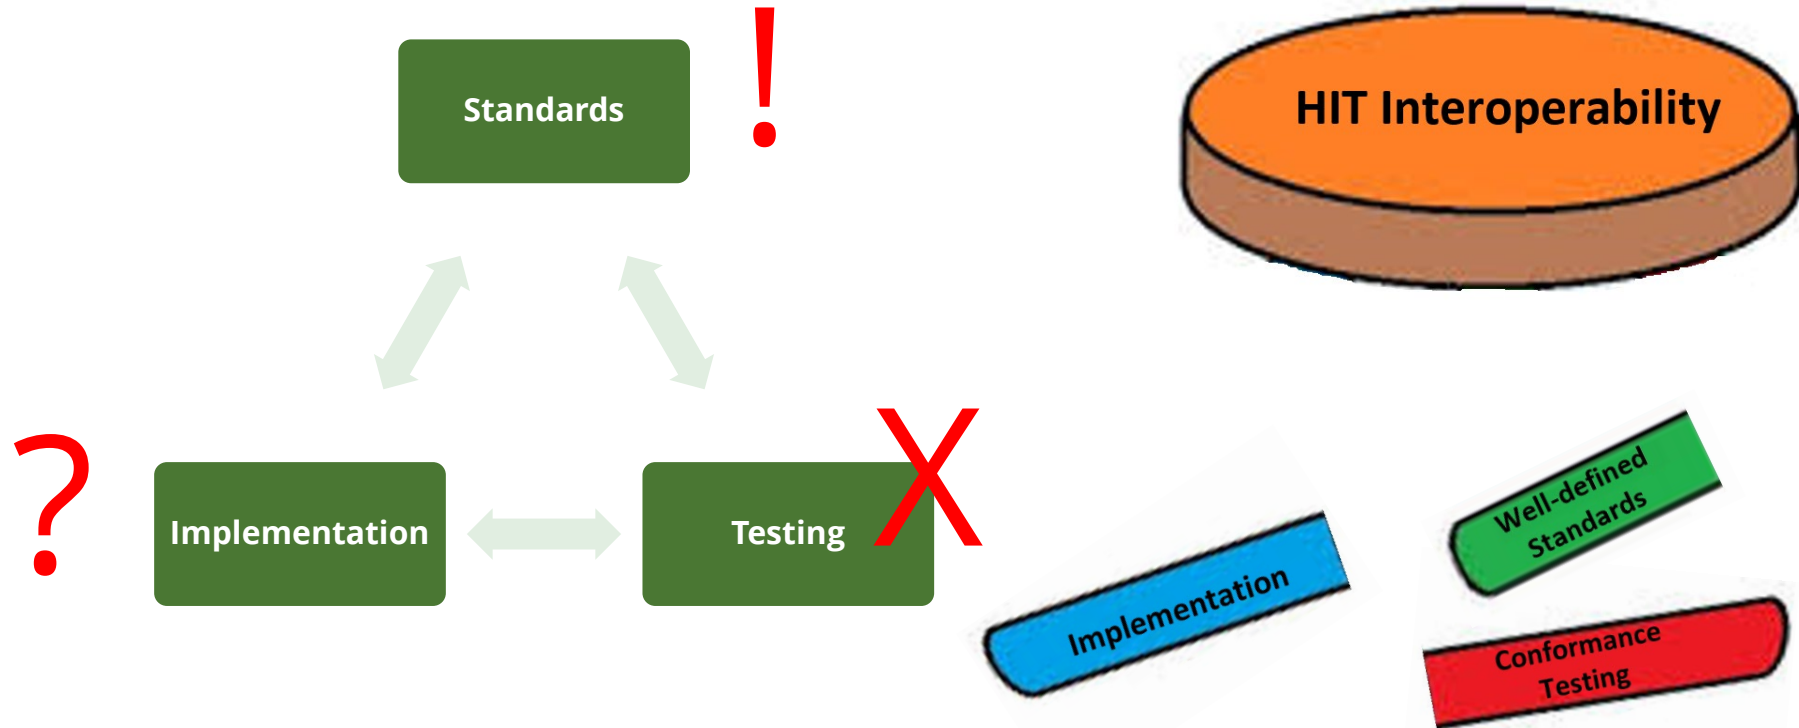 Standards
!
HIT Interoperability
?
Implementation
Testing
X
Implementation
Well-defined
Standards
Conformance
Testing